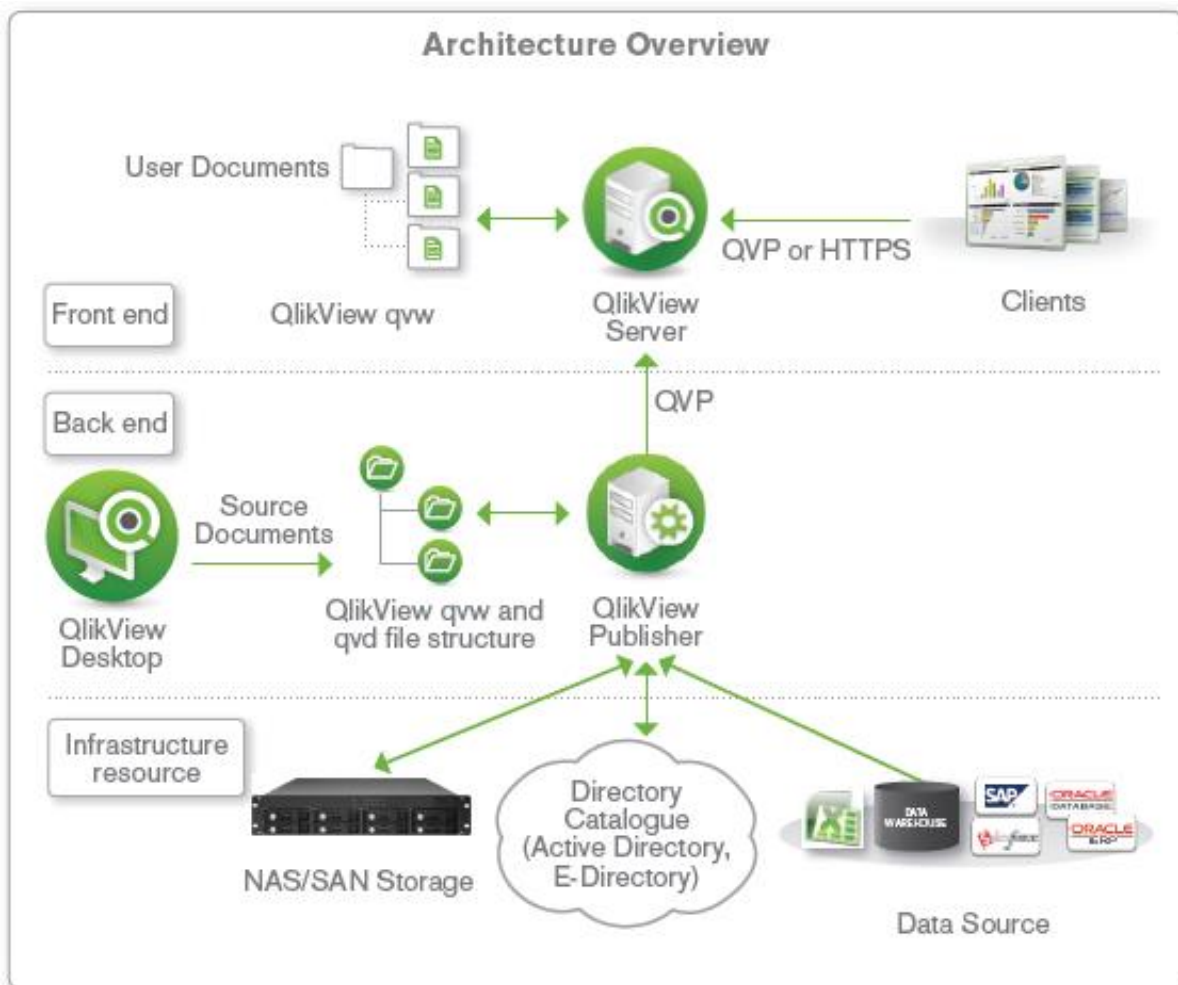 Architecture Overview
User Documents
QlikView qvw
QlikView
Server
QVP or HTTPS
Clients
Front end
Back end
QVP
Source
Documents
QlikView
Desktop
QlikView qvw and
qvd file structure
QlikView
Publisher
Infrastructure
resource
NAS/SAN Storage
Directory
Catalogue
(Active Directory,
E-Directory)
DATA
WAREHOUSE
SAP
ORACLE
DATABASE
ORACLE
ERP
Data Source